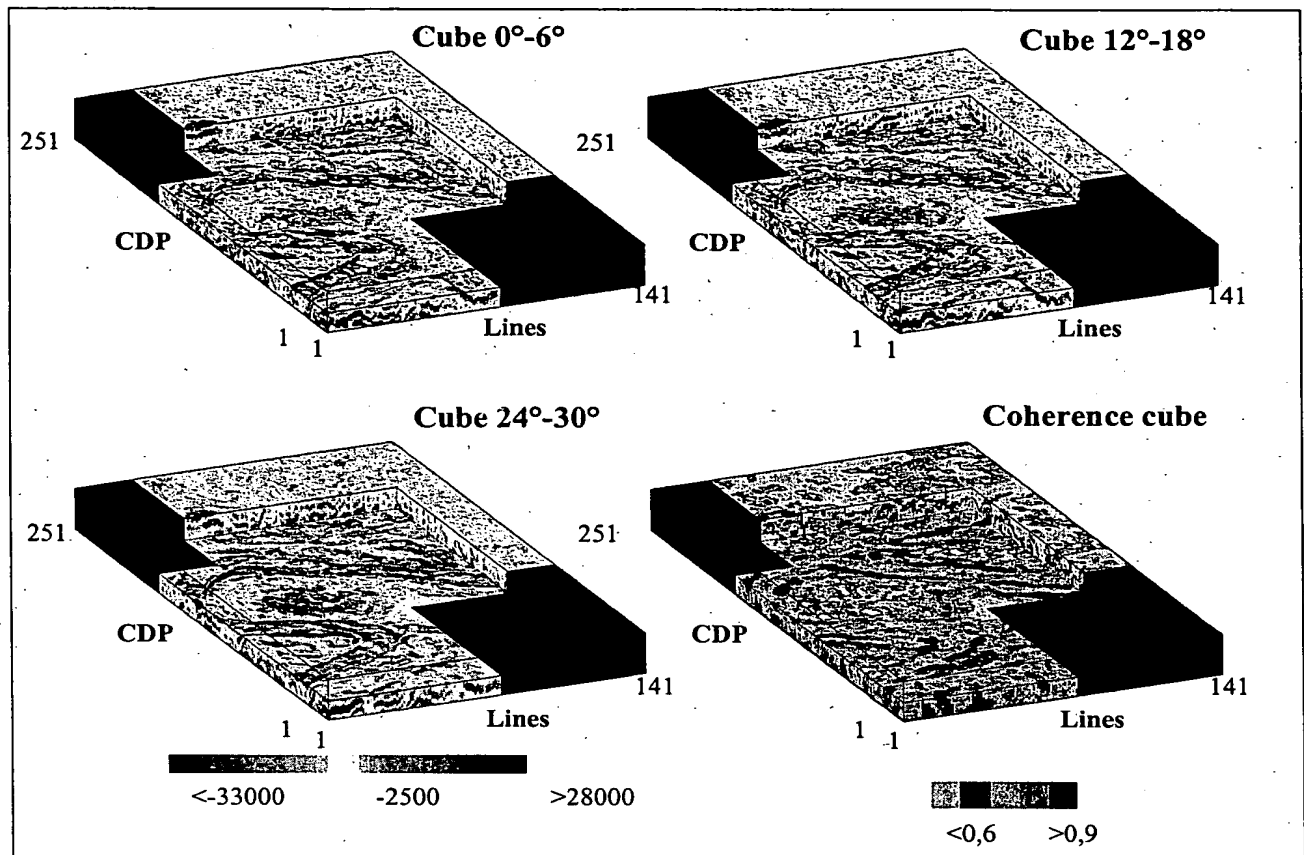 Cube 0°-6°
Cube 12°-18°
251
251
CDP
CDP
141
141
Lines
Lines
1
1
1
1
Cube 24°-30°
Coherence cube
251
251
CDP
CDP
141
141
Lines
Lines
1
1
1
1
<-33000
-2500
>28000
<0,6
>0,9